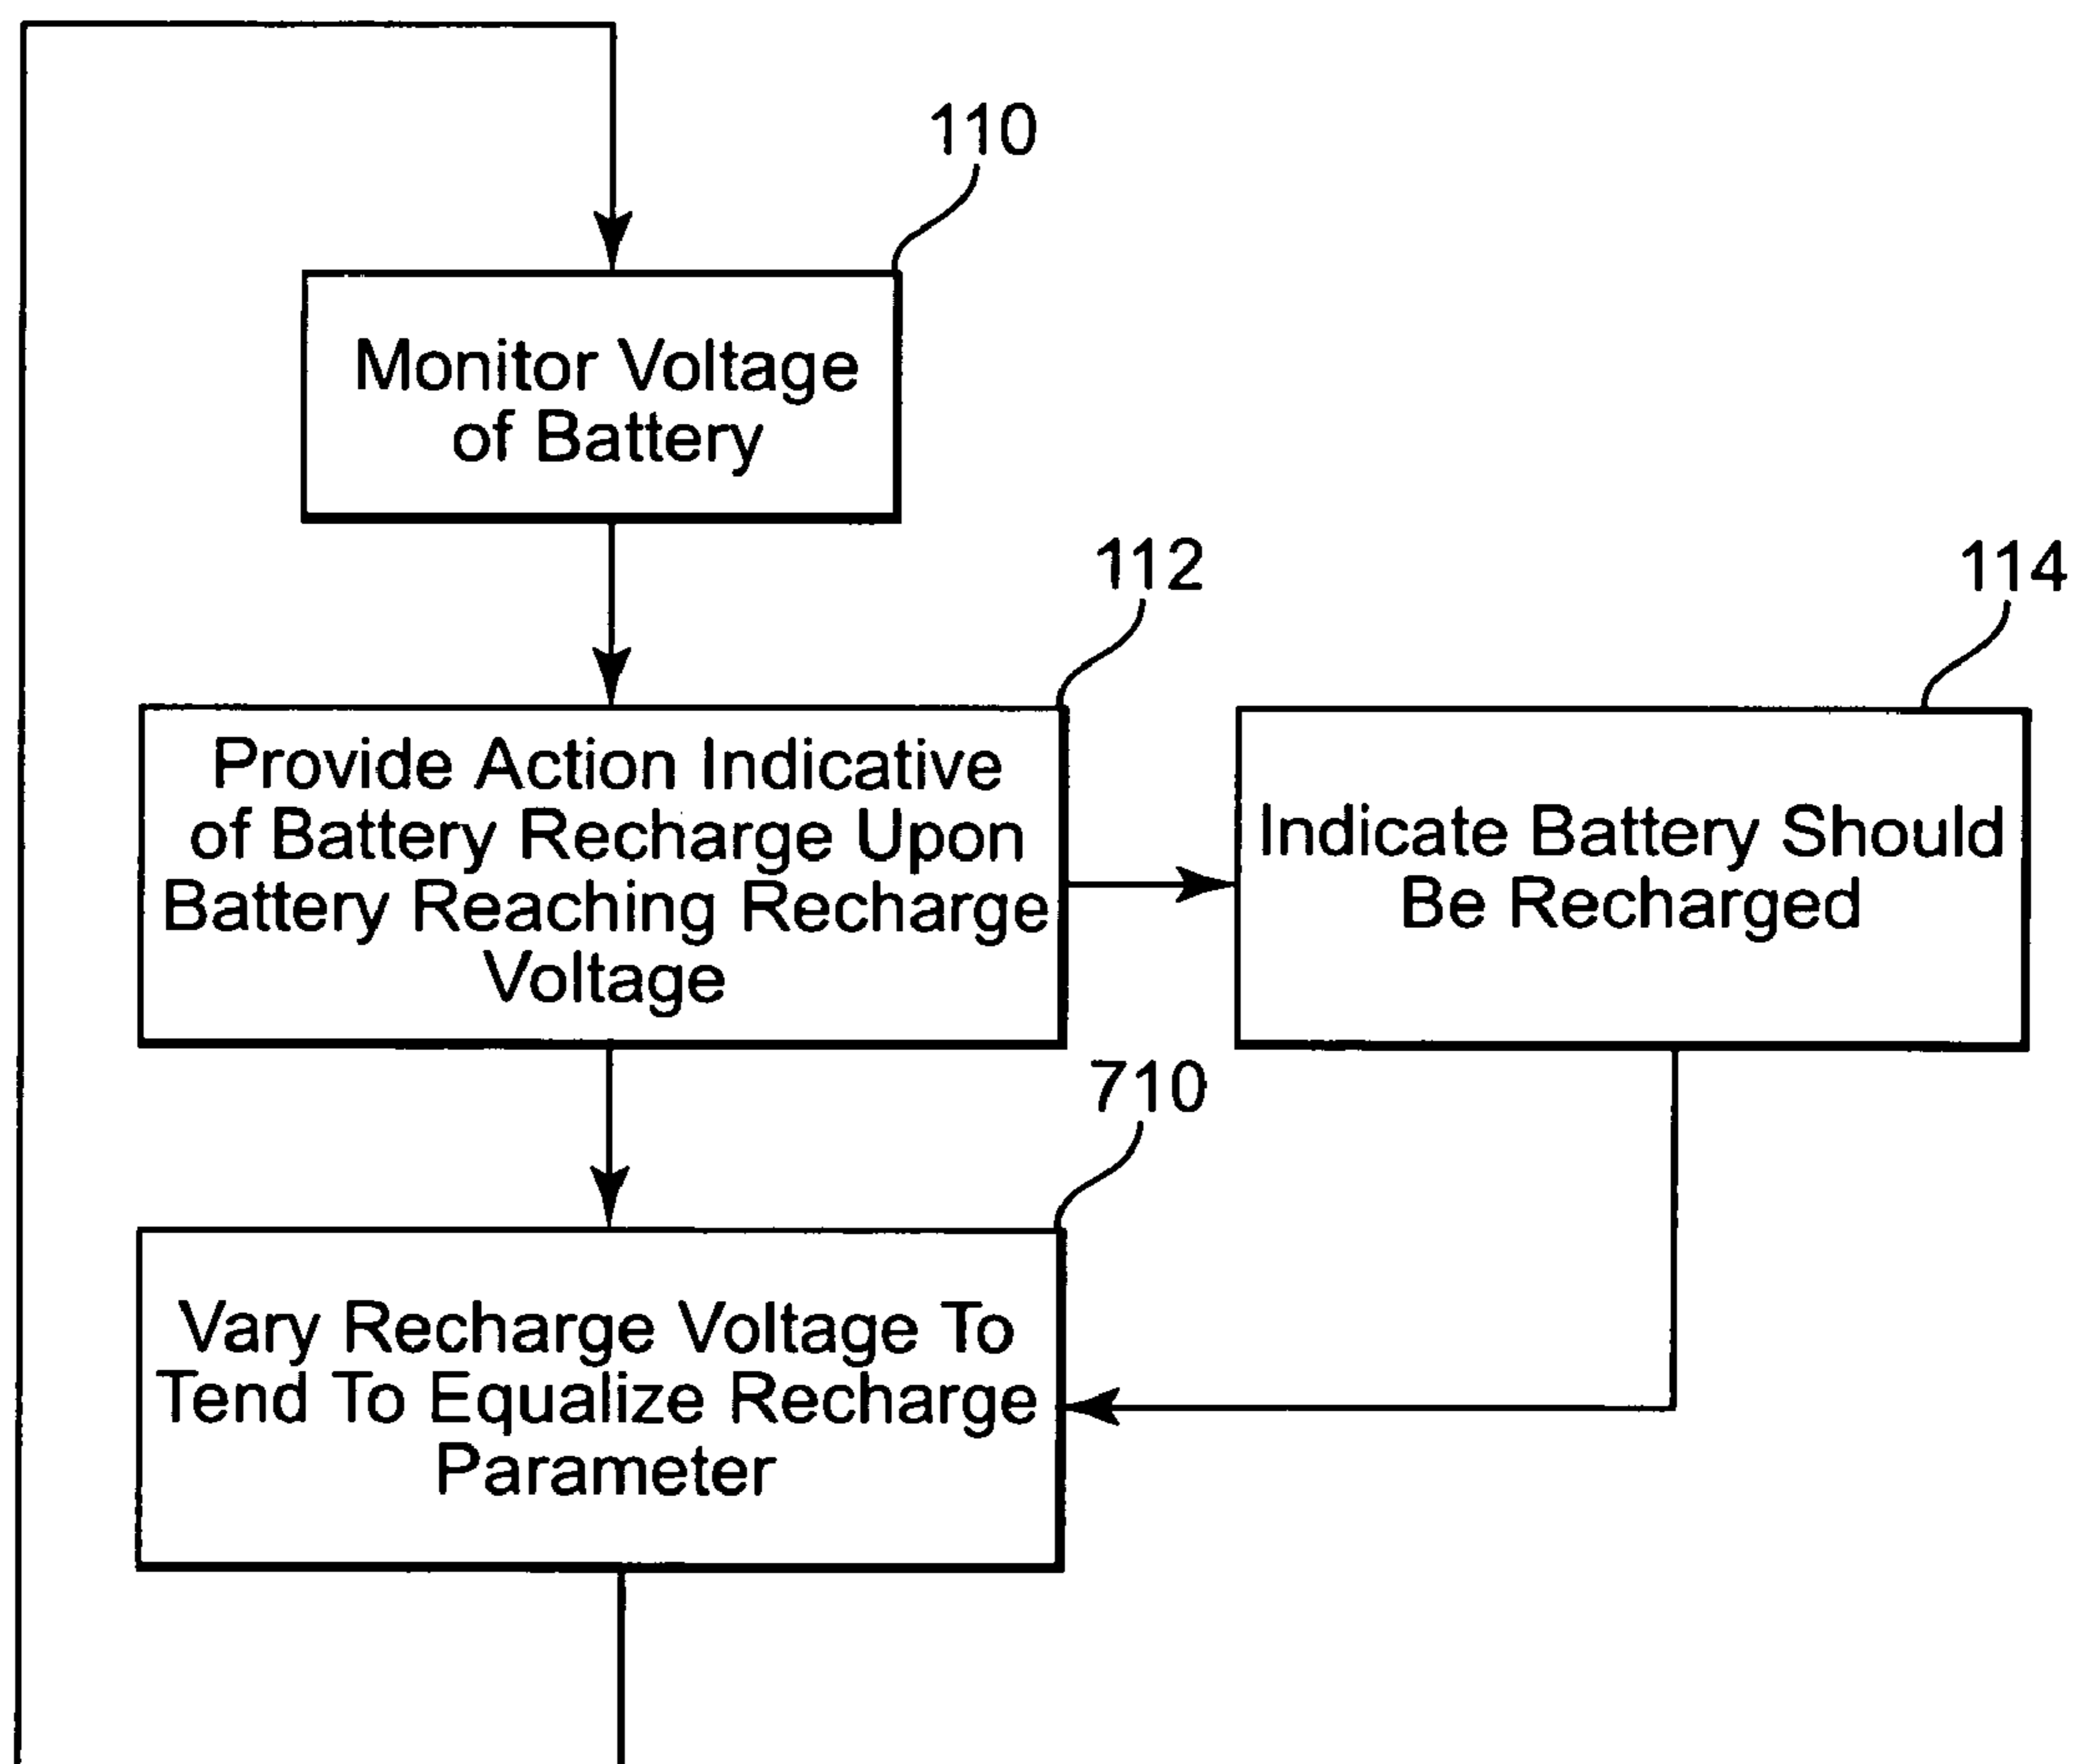 110
Monitor Voltage
of Battery
112
Provide Action Indicative
of Battery Recharge Upon
Battery Reaching Recharge
Voltage
114
Indicate Battery Should
Be Recharged
710
Vary Recharge Voltage To
Tend To Equalize Recharge
Parameter